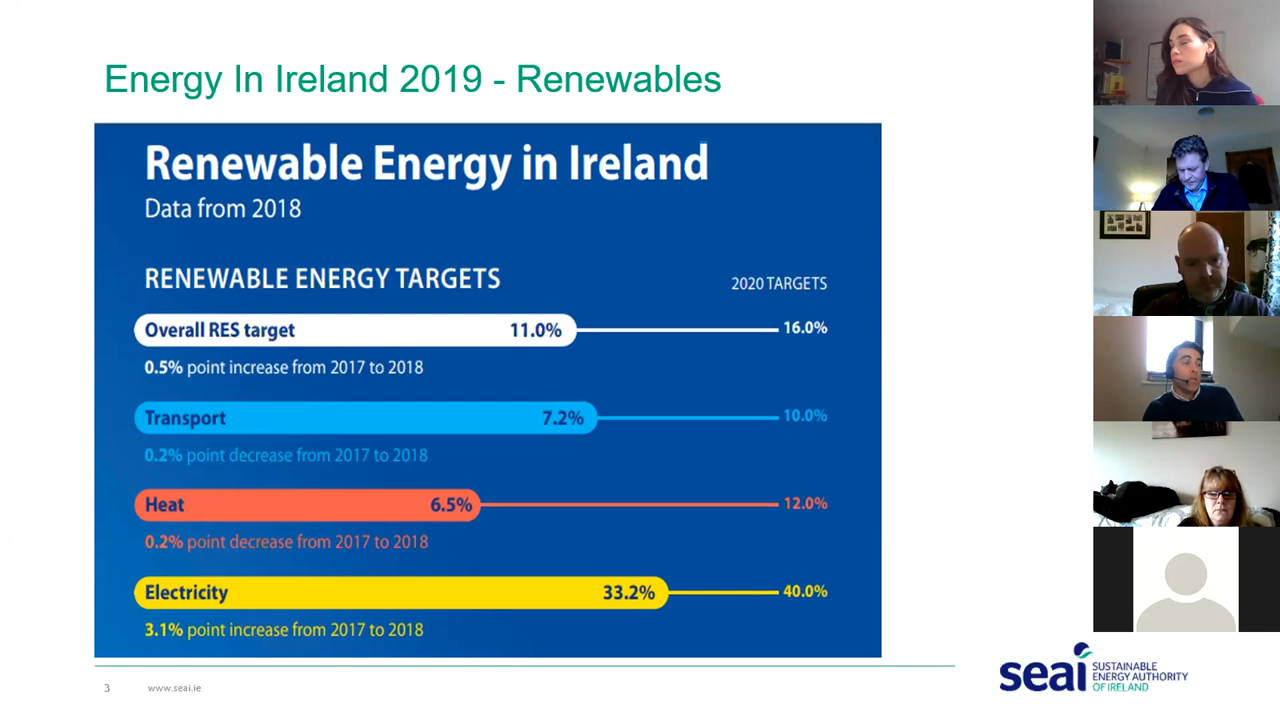 Energy In Ireland 2019 - Renewables
Renewable Energy in Ireland
Data from 2018
RENEWABLE ENERGY TARGETS
2020 TARGETS
Overall RES target 11.0% 16.0%
0.5% point increase from 2017 to 2018
Transport 7.2% 10.0%
0.2% point decrease from 2017 to 2018
Heat 6.5% 12.0%
0.2% point decrease from 2017 to 2018
Electricity 33.2% 40.0%
3.1% point increase from 2017 to 2018
3 www.seai.ie
seai SUSTAINABLE
ENERGY AUTHORITY
OF IRELAND